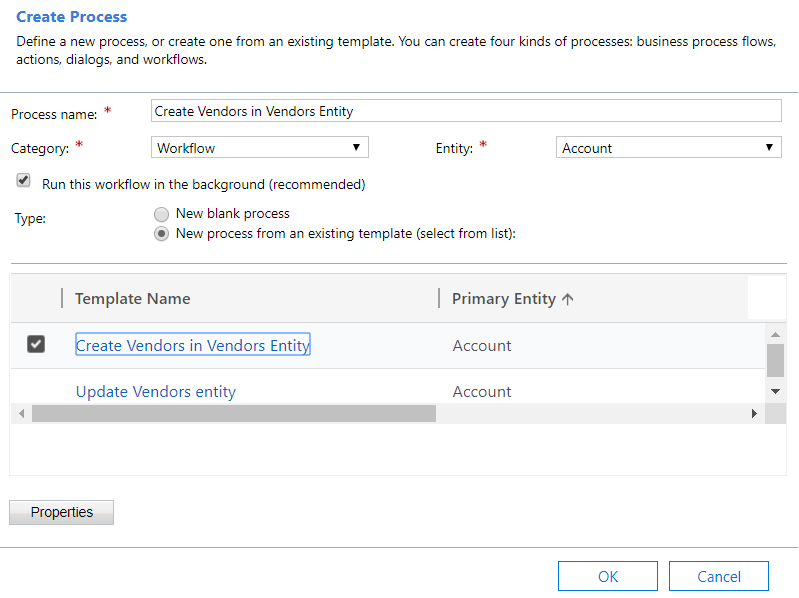 Create Process
Define a new process, or create one from an existing template. You can create four kinds of processes: business process flows,
actions, dialogs, and workflows.
Process name: * Create Vendors in Vendors Entity
Category: * Workflow Entity: * Account
Run this workflow in the background (recommended)
Type: New blank process
New process from an existing template (select from list):
Template Name Primary Entity ↑
Create Vendors in Vendors Entity Account
Update Vendors entity Account
Properties
OK Cancel